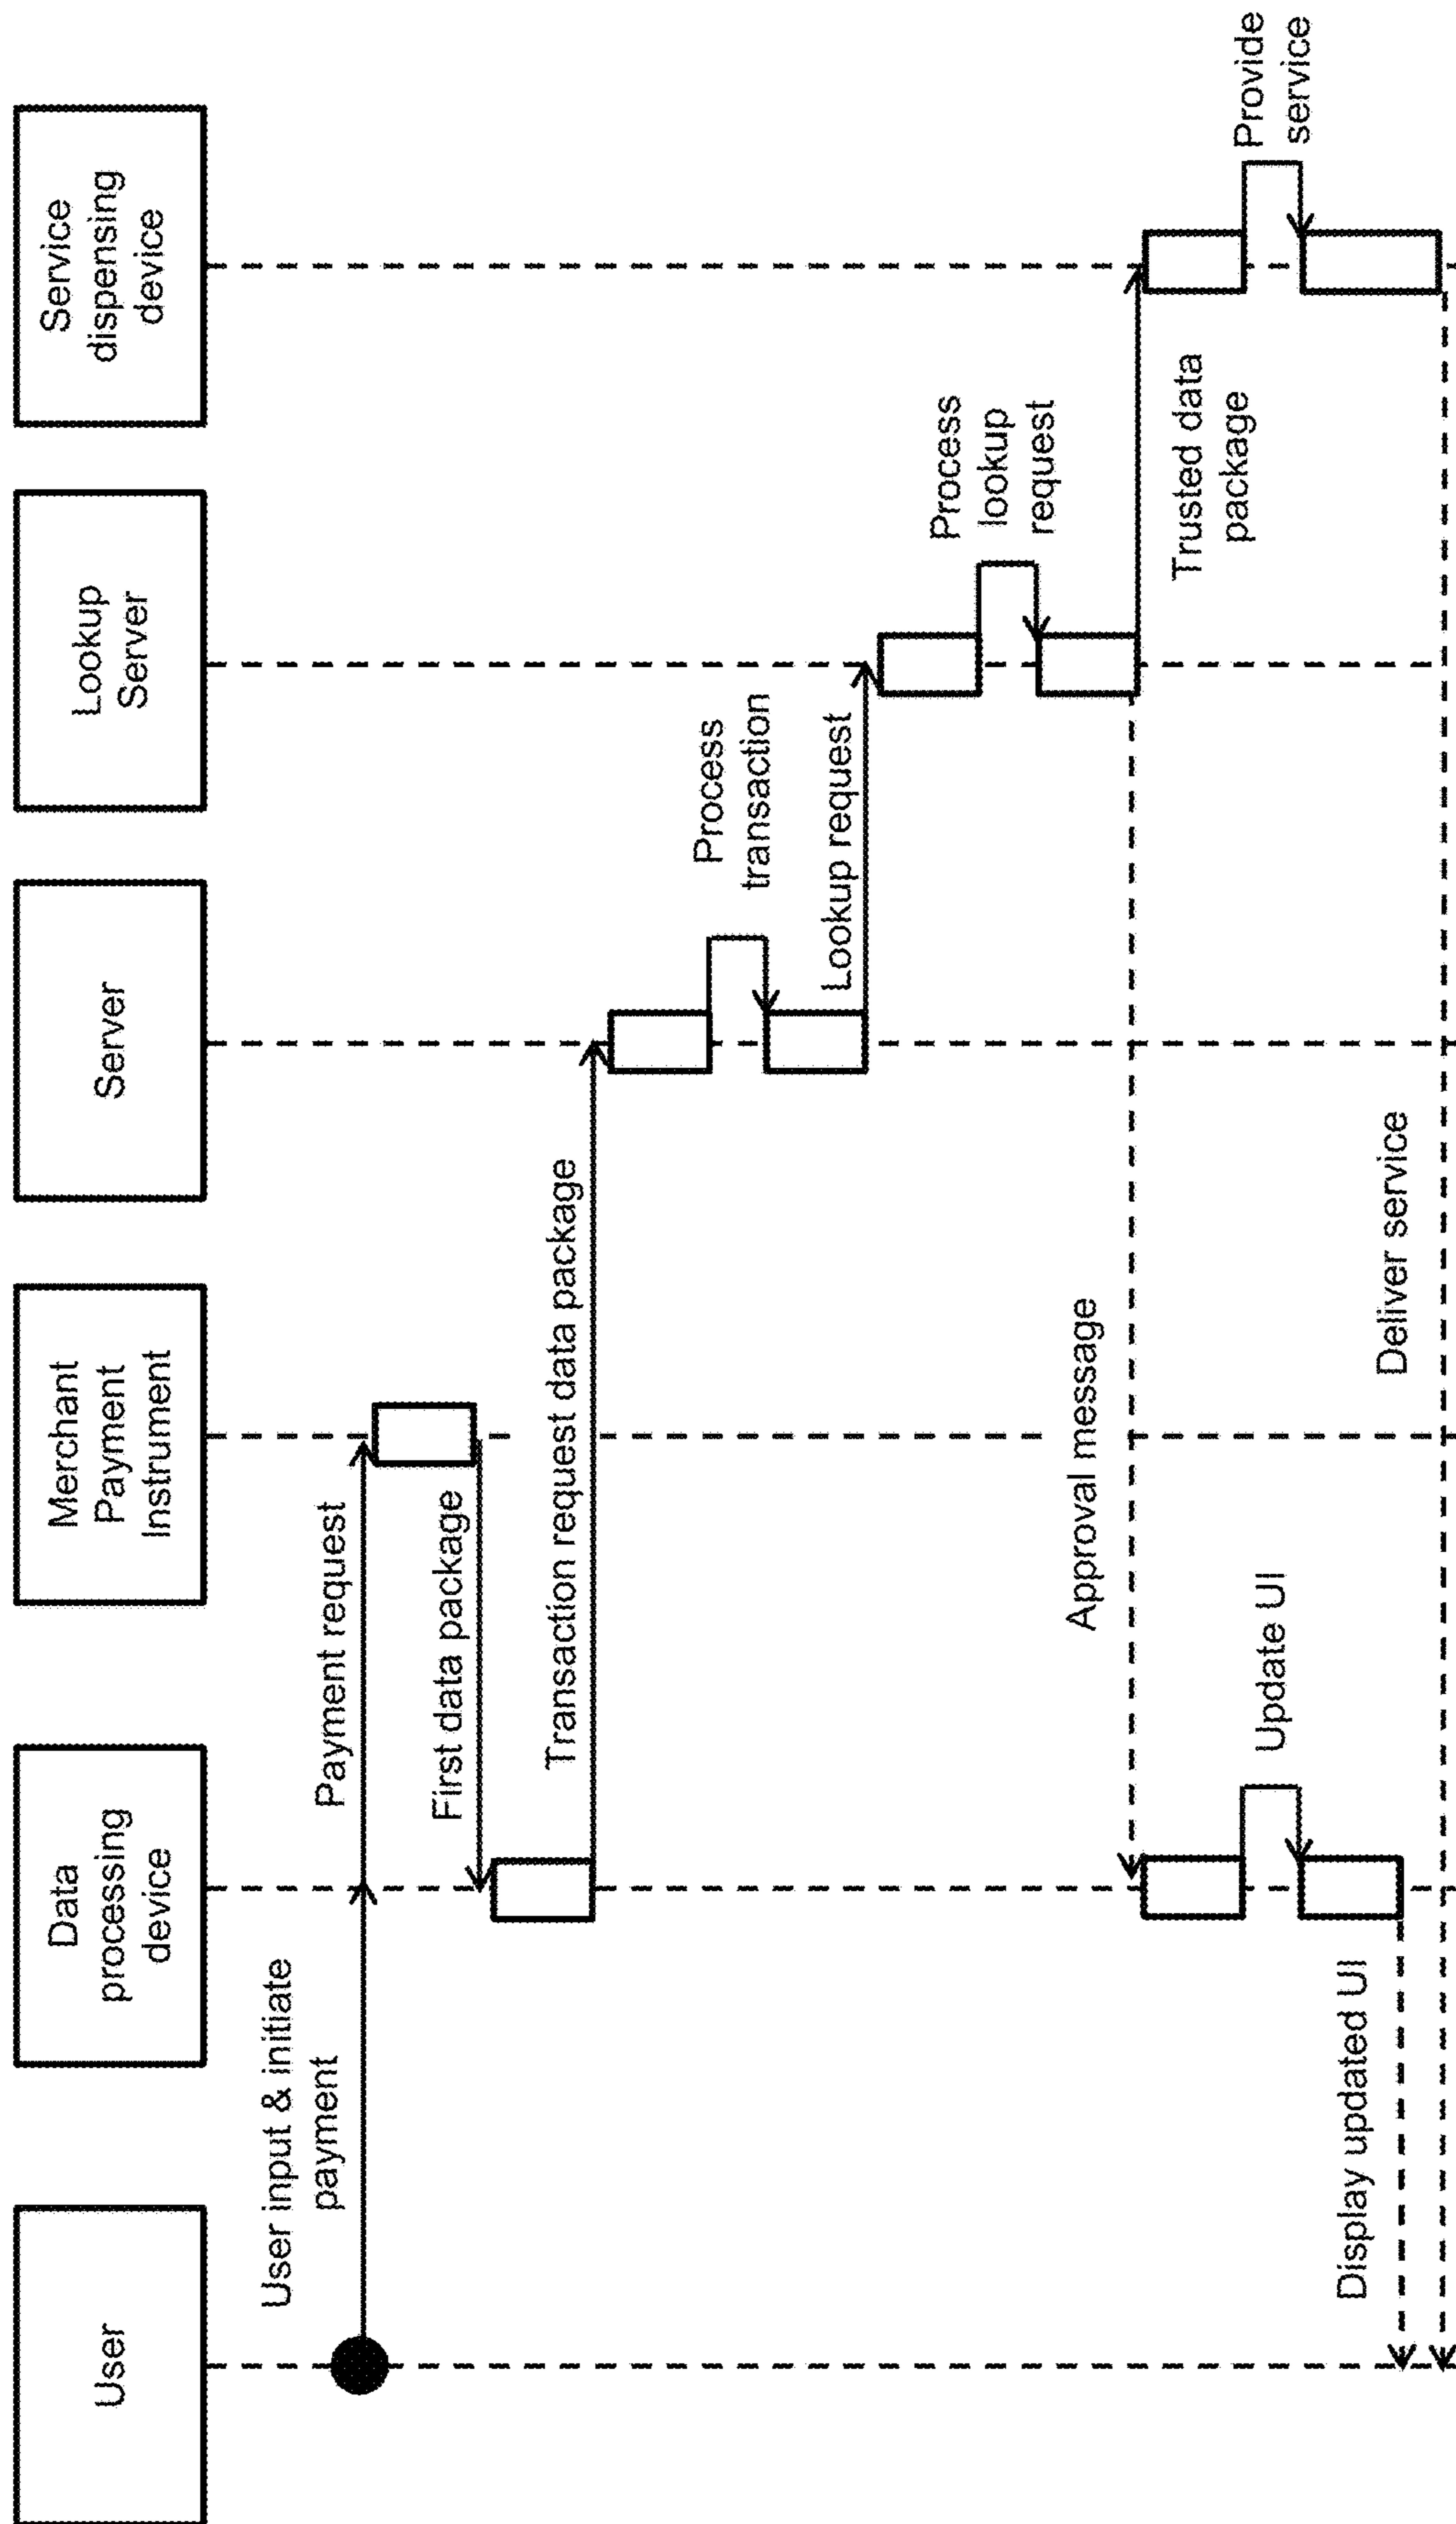 User
Data
processing
device
Merchant
Payment
Instrument
Server
Lookup
Server
Service
dispensing
device
User input & initiate
payment
Payment request
First data package
Transaction request data package
Process
transaction
Lookup request
Process
lookup
request
Approval message
Trusted data
package
Update UI
Provide
service
Display updated UI
Deliver service